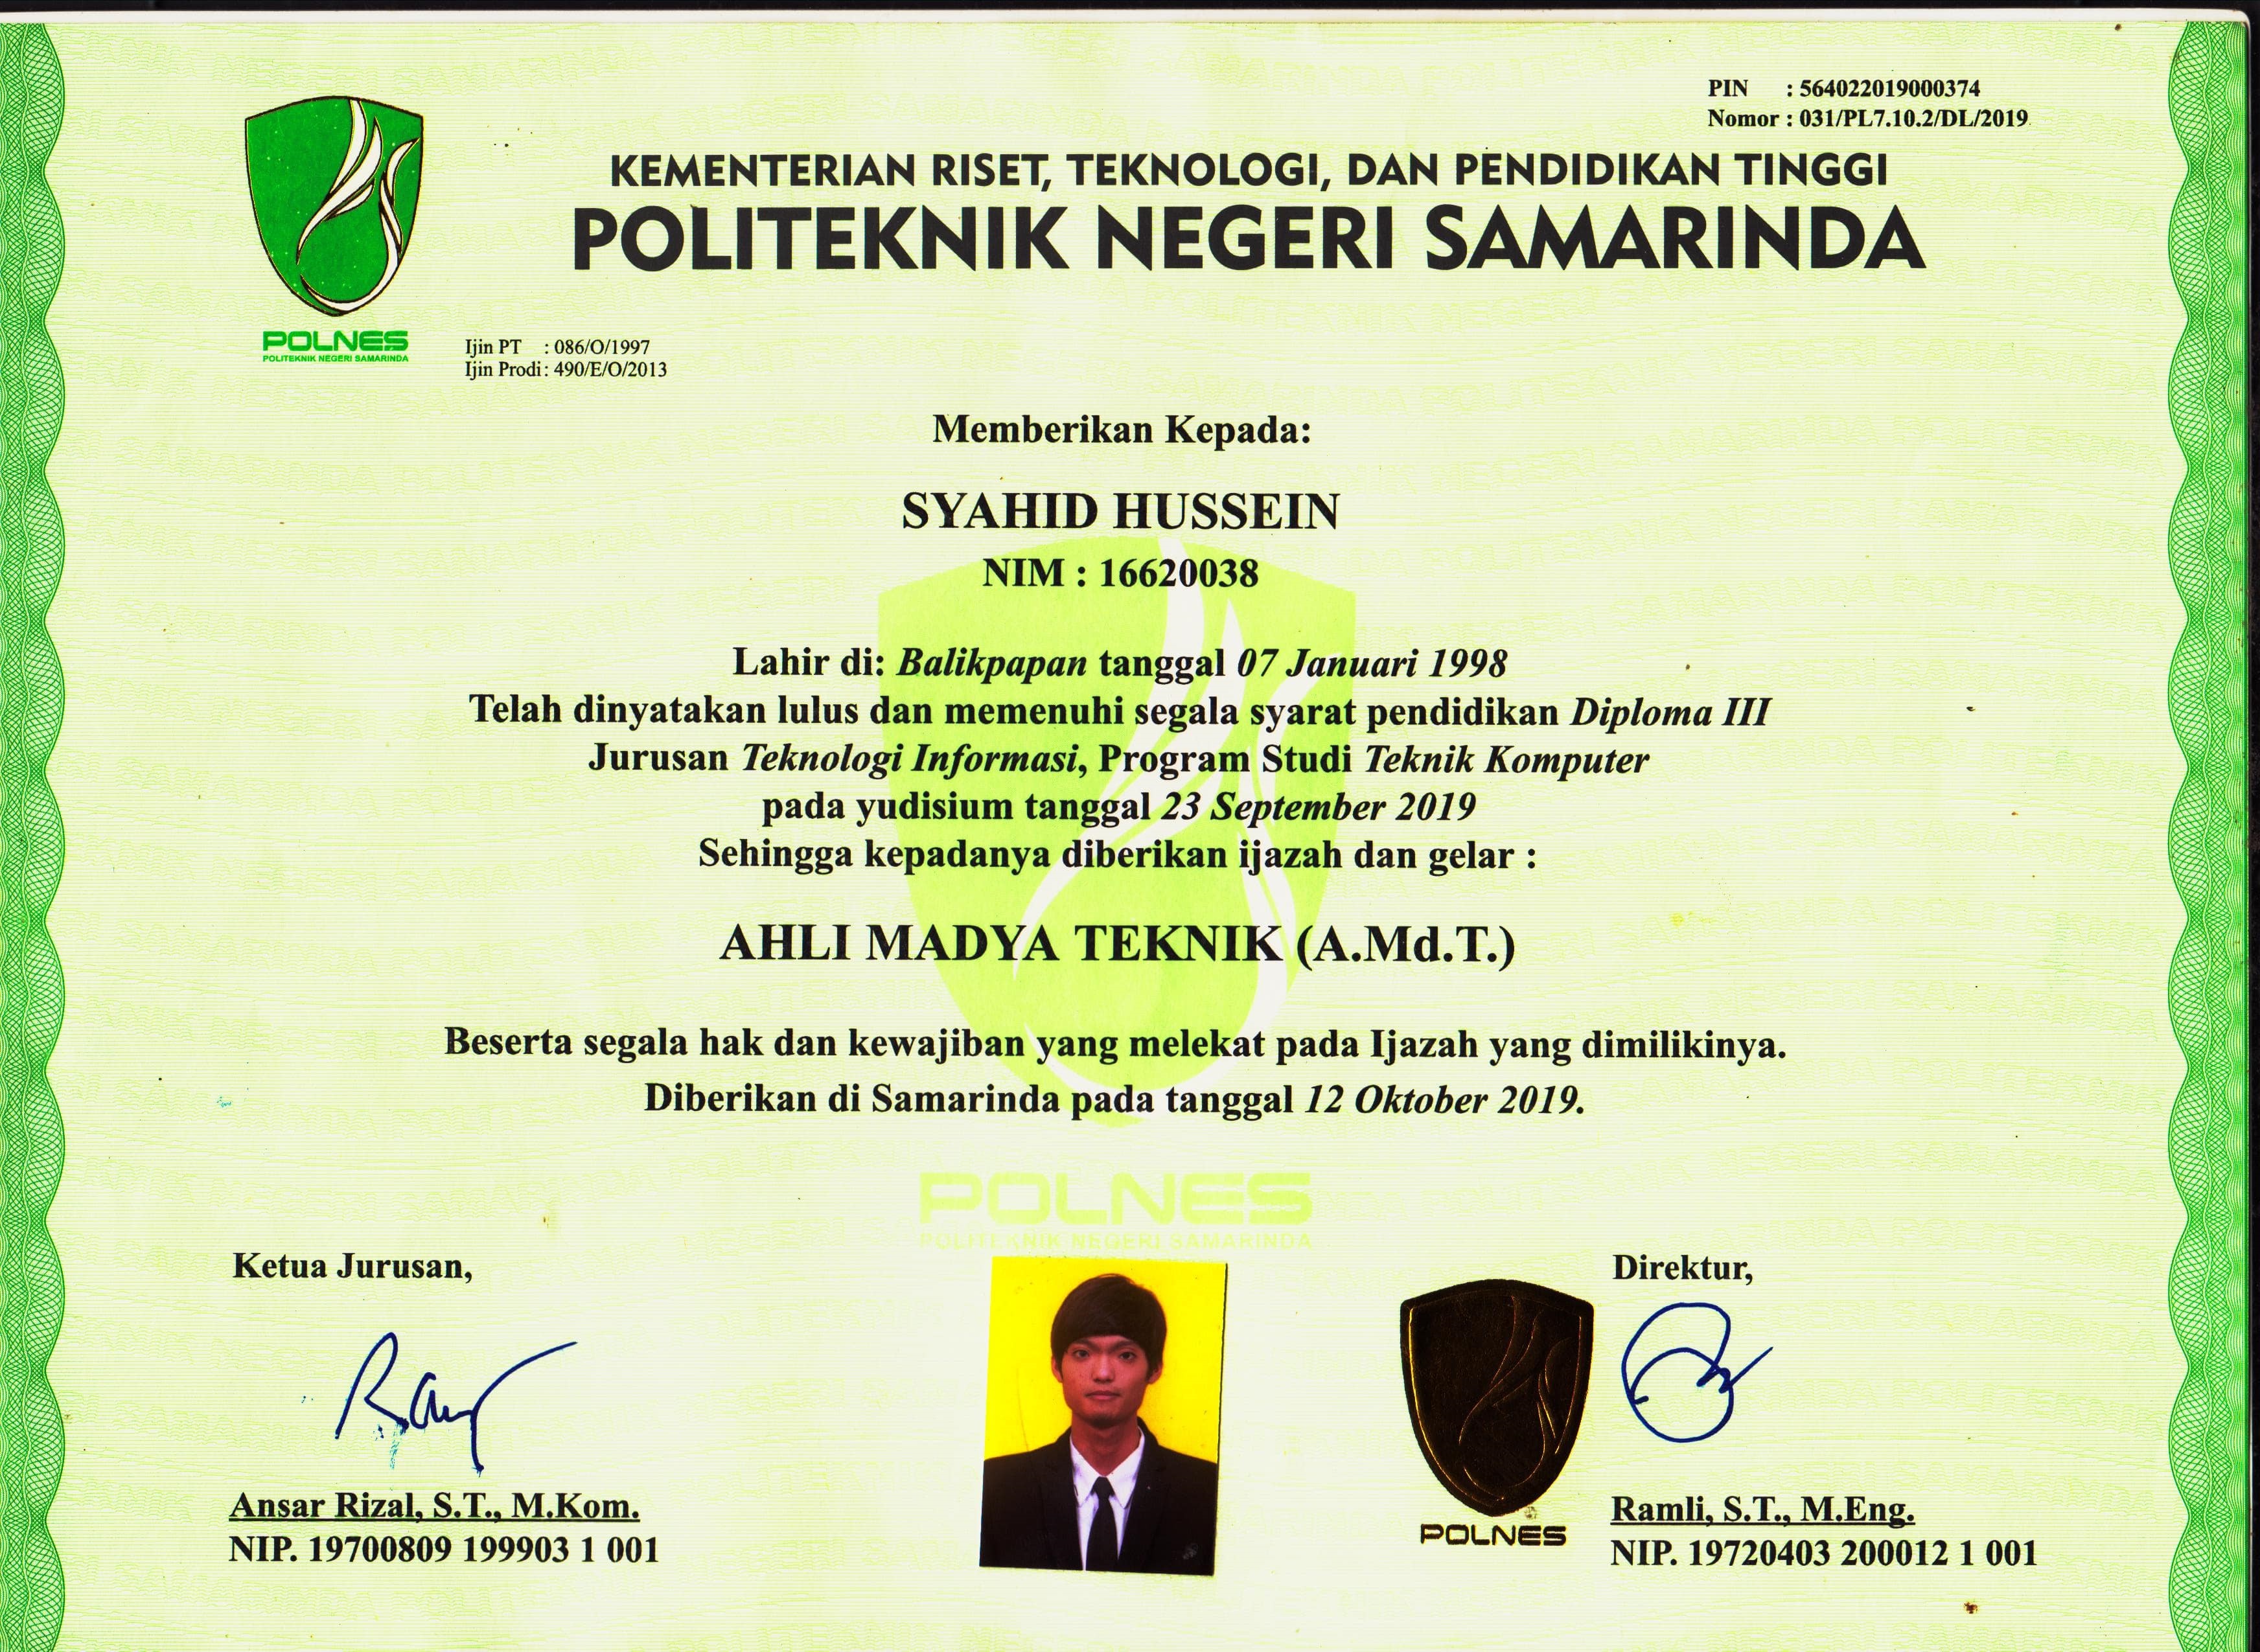 PIN : 564022019000374
Nomor : 031/PL7.10.2/DL/2019
KEMENTERIAN RISET, TEKNOLOGI, DAN PENDIDIKAN TINGGI
POLITEKNIK NEGERI SAMARINDA
POLNES
POLITEKNIK NEGERI SAMARINDA
Ijin PT : 086/O/1997
Ijin Prodi : 490/E/O/2013
Memberikan Kepada:
SYAHID HUSSEIN
NIM : 16620038
Lahir di: Balikpapan tanggal 07 Januari 1998
Telah dinyatakan lulus dan memenuhi segala syarat pendidikan Diploma III
Jurusan Teknologi Informasi, Program Studi Teknik Komputer
pada yudisium tanggal 23 September 2019
Sehingga kepadanya diberikan ijazah dan gelar :
AHLI MADYA TEKNIK (A.Md.T.)
Beserta segala hak dan kewajiban yang melekat pada Ijazah yang dimilikinya.
Diberikan di Samarinda pada tanggal 12 Oktober 2019.
POLNES
POLITEKNIK NEGERI SAMARINDA
Ketua Jurusan,
Direktur,
Ansar Rizal, S.T., M.Kom.
NIP. 19700809 199903 1 001
POLNES
Ramli, S.T., M.Eng.
NIP. 19720403 200012 1 001